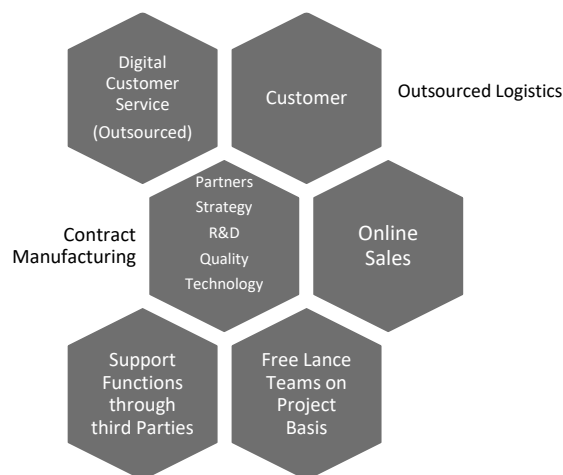 Digital
Customer
Service
(Outsourced)
Customer
Outsourced Logistics
Contract
Manufacturing
Partners
Strategy
R&D
Quality
Technology
Online
Sales
Support
Functions
through
third Parties
Free Lance
Teams on
Project
Basis